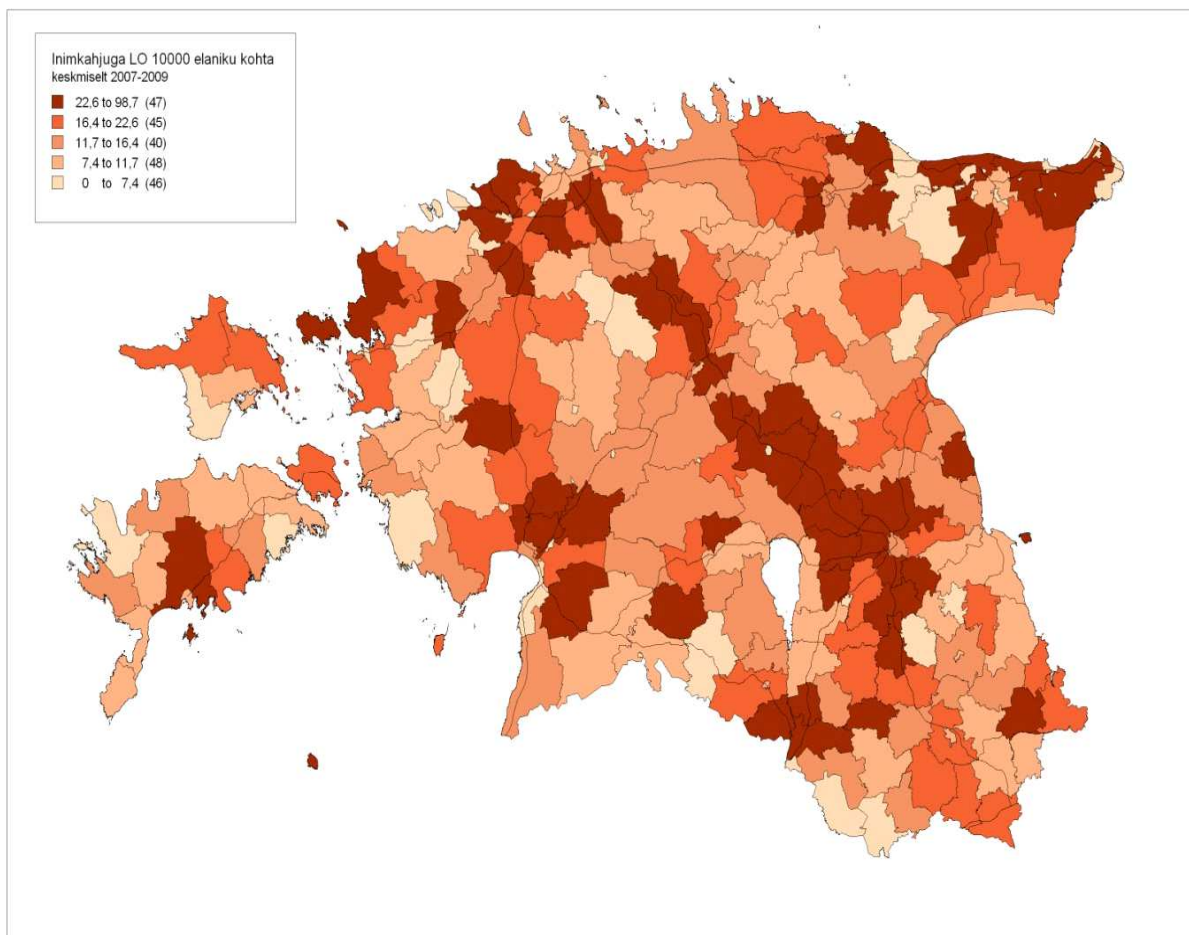 Inimkahjuga LO 10000 elaniku kohta
keskmiselt 2007-2009
22,6 to 98,7 (47)
16,4 to 22,6 (45)
11,7 to 16,4 (40)
7,4 to 11,7 (48)
0 to 7,4 (46)